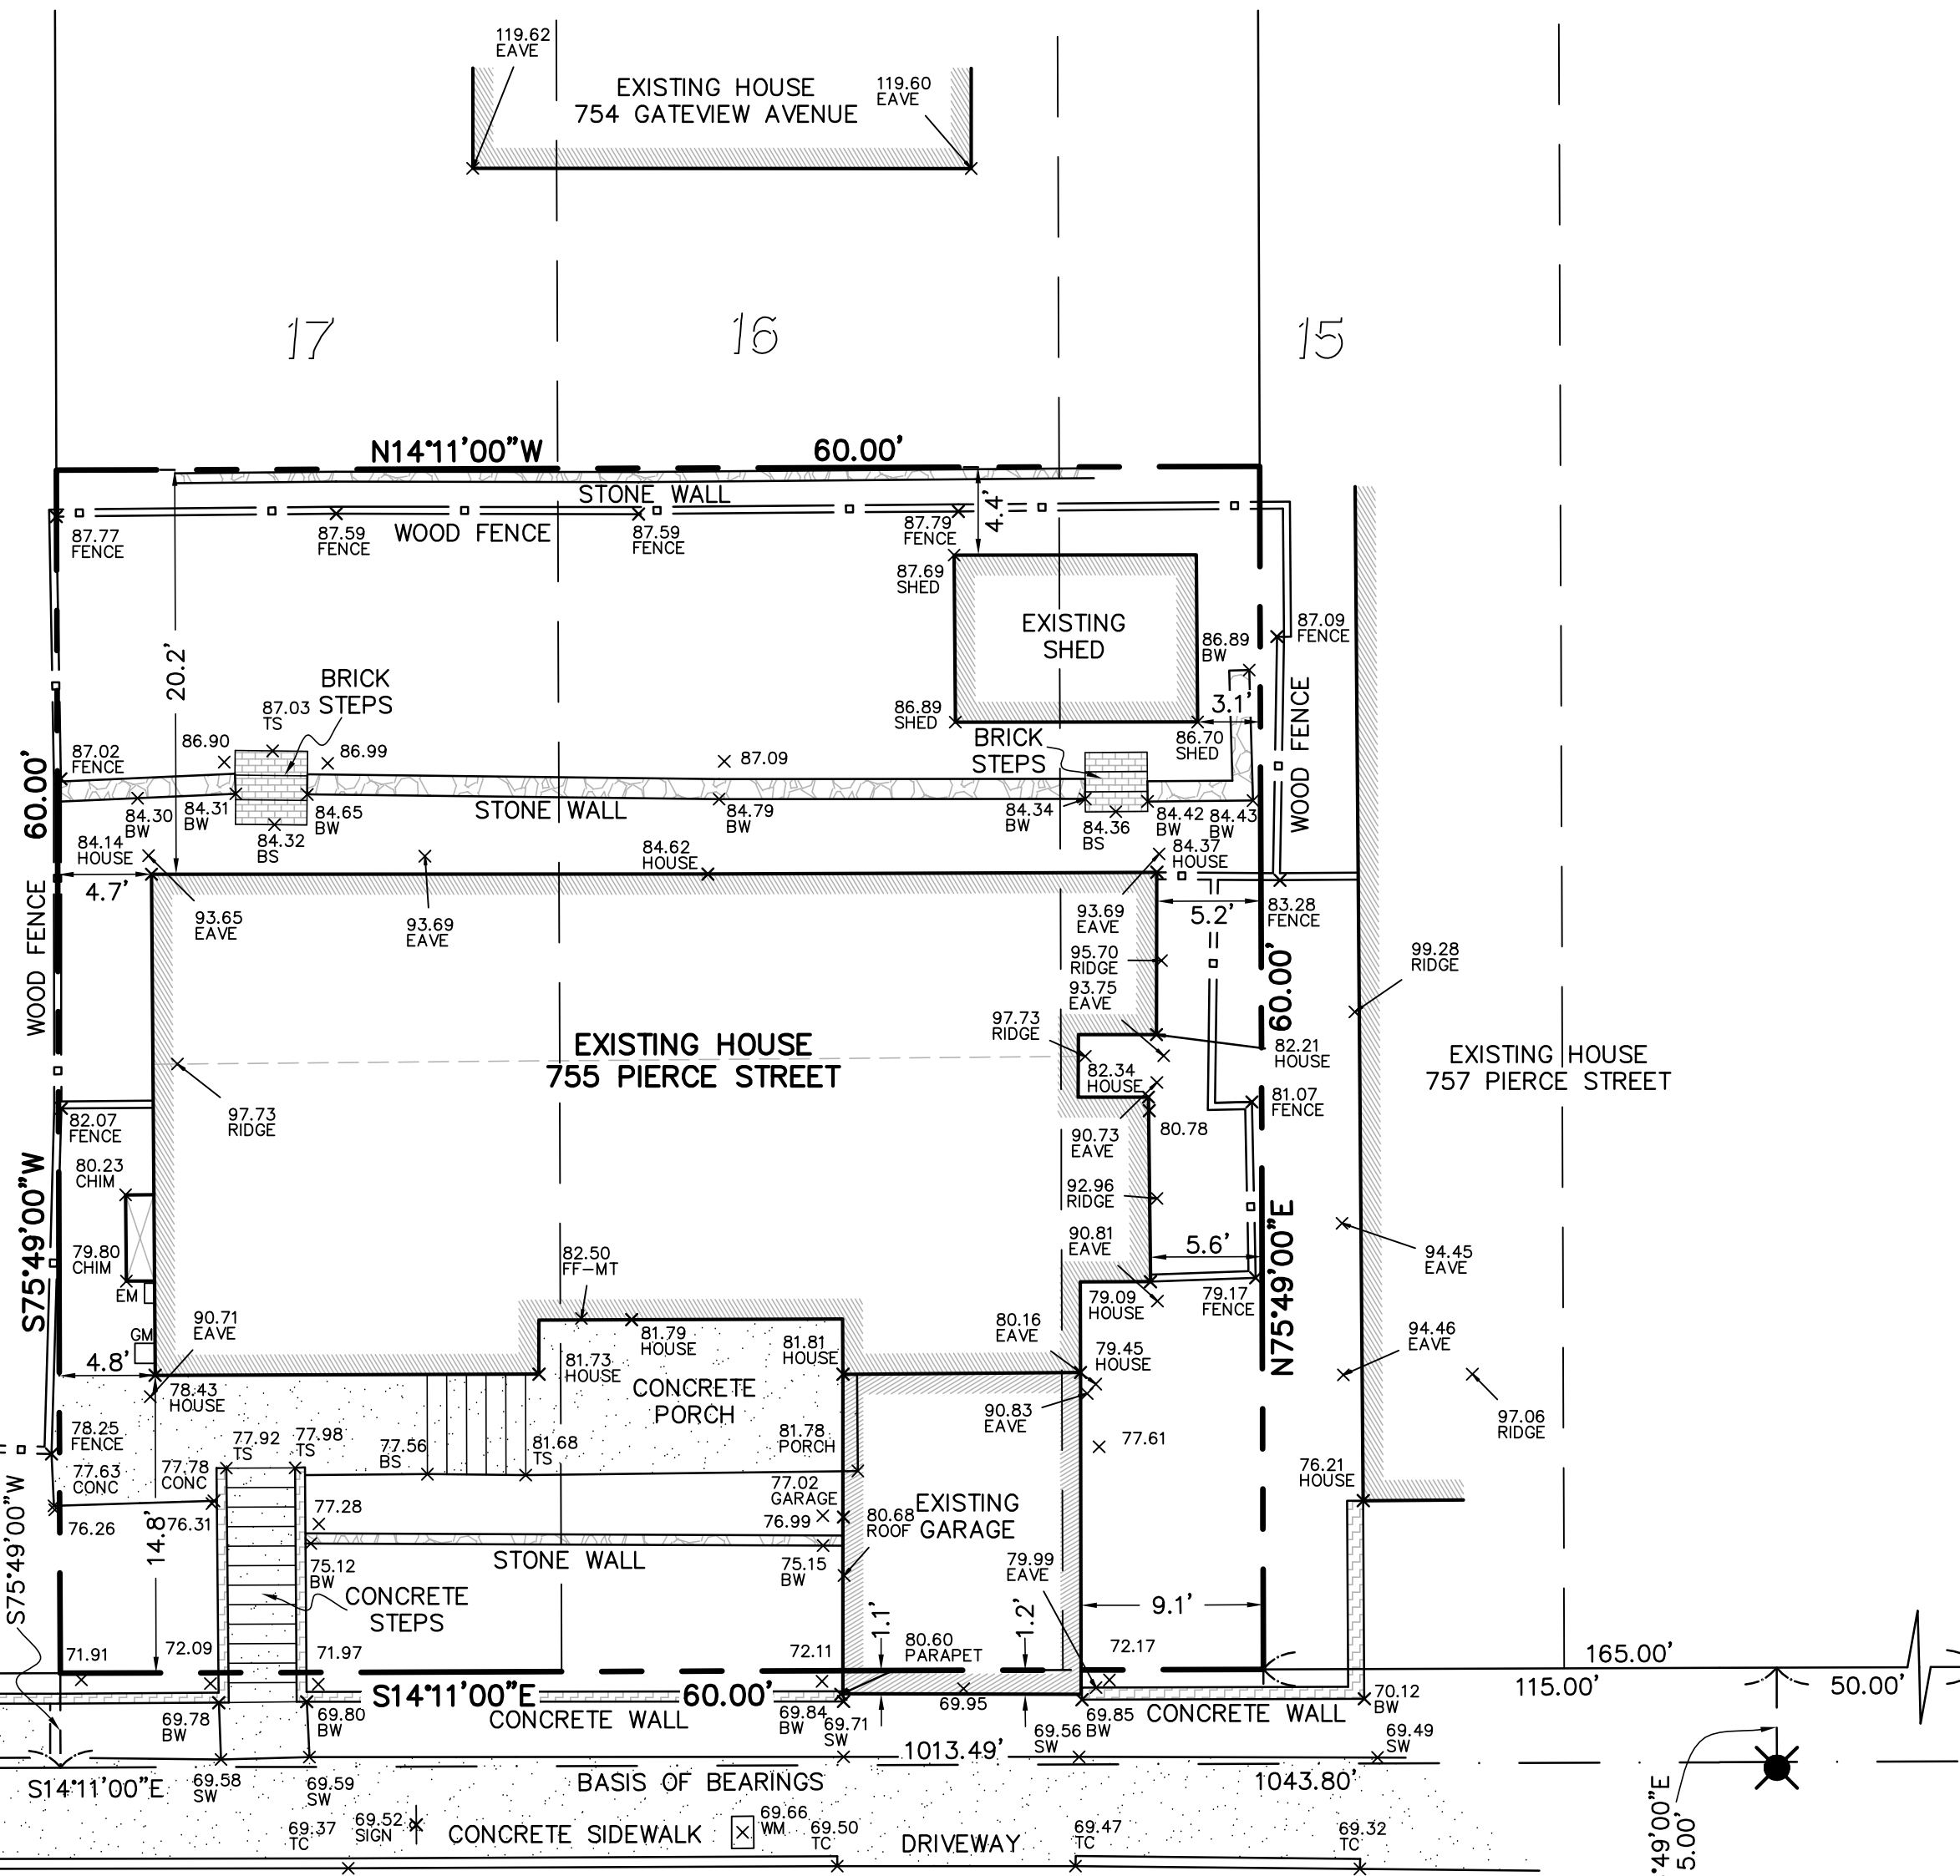 119.62
EAVE
EXISTING HOUSE
754 GATEVIEW AVENUE
119.60
EAVE
17
16
15
N14°11'00"W
60.00'
STONE WALL
WOOD FENCE
87.77
FENCE
87.59
FENCE
87.59
FENCE
87.79
FENCE
4.4'
87.69
SHED
EXISTING
SHED
87.09
FENCE
86.89
BW
20.2'
BRICK
STEPS
87.03
TS
86.90
86.99
87.02
FENCE
60.00'
87.09
86.89
SHED
3.1'
86.70
SHED
BRICK
STEPS
WOOD FENCE
84.30
BW
84.31
BW
84.65
BW
STONE WALL
84.79
BW
84.34
BW
84.36
BS
84.42
BW
84.43
BW
84.32
BS
84.14
HOUSE
84.62
HOUSE
84.37
HOUSE
4.7'
93.65
EAVE
93.69
EAVE
93.69
EAVE
5.2'
83.28
FENCE
WOOD FENCE
95.70
RIDGE
93.75
EAVE
60.00'
99.28
RIDGE
97.73
RIDGE
EXISTING HOUSE
755 PIERCE STREET
82.21
HOUSE
EXISTING HOUSE
757 PIERCE STREET
82.34
HOUSE
81.07
FENCE
97.73
RIDGE
82.07
FENCE
90.73
EAVE
80.78
80.23
CHIM
S75°49'00"W
92.96
RIDGE
N75°49'00"E
90.81
EAVE
5.6'
94.45
EAVE
79.80
CHIM
82.50
FF-MT
EM
79.09
HOUSE
79.17
FENCE
90.71
EAVE
GM
81.79
HOUSE
81.81
HOUSE
80.16
EAVE
79.45
HOUSE
94.46
EAVE
4.8'
81.73
HOUSE
78.43
HOUSE
CONCRETE
PORCH
90.83
EAVE
97.06
RIDGE
78.25
FENCE
77.92
TS
77.98
TS
77.56
BS
81.68
TS
81.78
PORCH
77.61
77.63
CONC
77.78
CONC
77.02
GARAGE
76.21
HOUSE
EXISTING
GARAGE
76.26
76.31
77.28
76.99
80.68
ROOF
S75°49'00"W
14.8'
75.12
BW
STONE WALL
75.15
BW
79.99
EAVE
CONCRETE
STEPS
1.1'
1.2'
9.1'
71.91
72.09
71.97
72.11
80.60
PARAPET
72.17
165.00'
115.00'
50.00'
S14°11'00"E
60.00'
69.95
70.12
BW
69.78
BW
69.80
BW
CONCRETE WALL
69.84
BW
69.71
SW
69.56
SW
69.85
BW
CONCRETE WALL
69.49
SW
1013.49'
S14°11'00"E
69.58
SW
69.59
SW
BASIS OF BEARINGS
1043.80'
69.37
TC
69.52
SIGN
CONCRETE SIDEWALK
69.66
WM
69.50
TC
DRIVEWAY
69.47
TC
69.32
TC
°49'00"E
5.00'